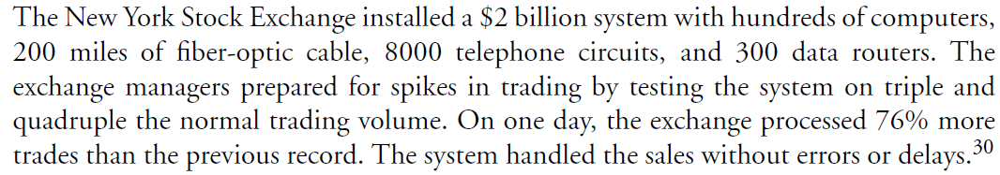 The New York Stock Exchange installed a $2 billion system with hundreds of computers,
200 miles of fiber-optic cable, 8000 telephone circuits, and 300 data routers. The
exchange managers prepared for spikes in trading by testing the system on triple and
quadruple the normal trading volume. On one day, the exchange processed 76% more
trades than the previous record. The system handled the sales without errors or delays.30